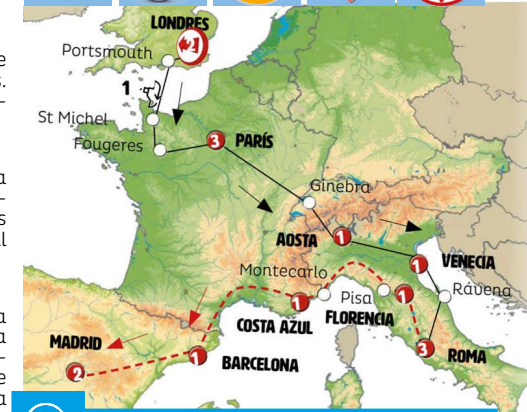 LONDRES
2
Portsmouth
1
St Michel
Fougeres
3 PARÍS
Ginebra
AOSTA 1
1 VENECIA
Montecarlo
Rávena
1
Pisa
1
COSTA AZUL
FLORENCIA
MADRID
2
1
BARCELONA
3 ROMA